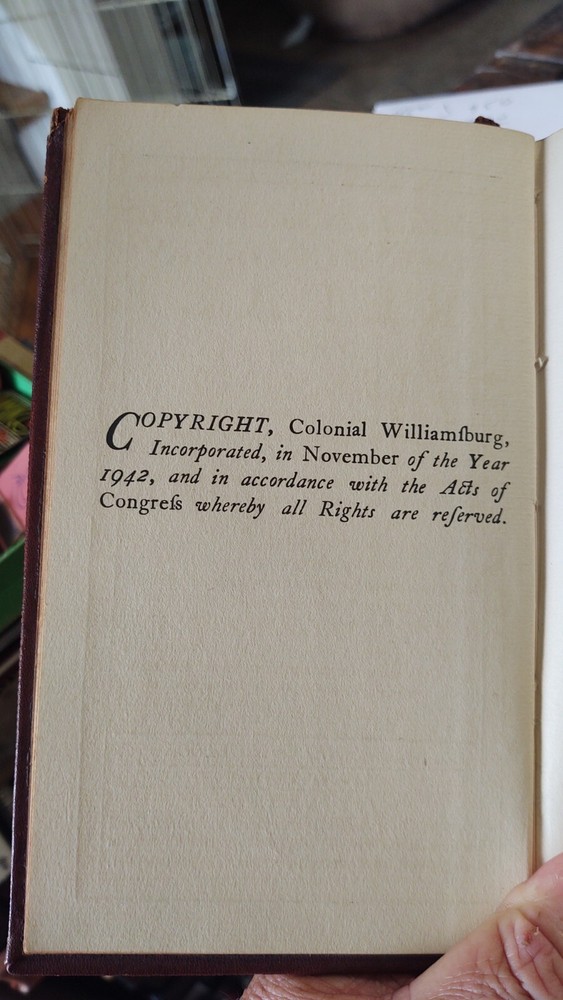 COPYRIGHT, Colonial Williamſburg,
Incorporated, in November of the Year
1942, and in accordance with the Acts of
Congreſs whereby all Rights are reſerved.